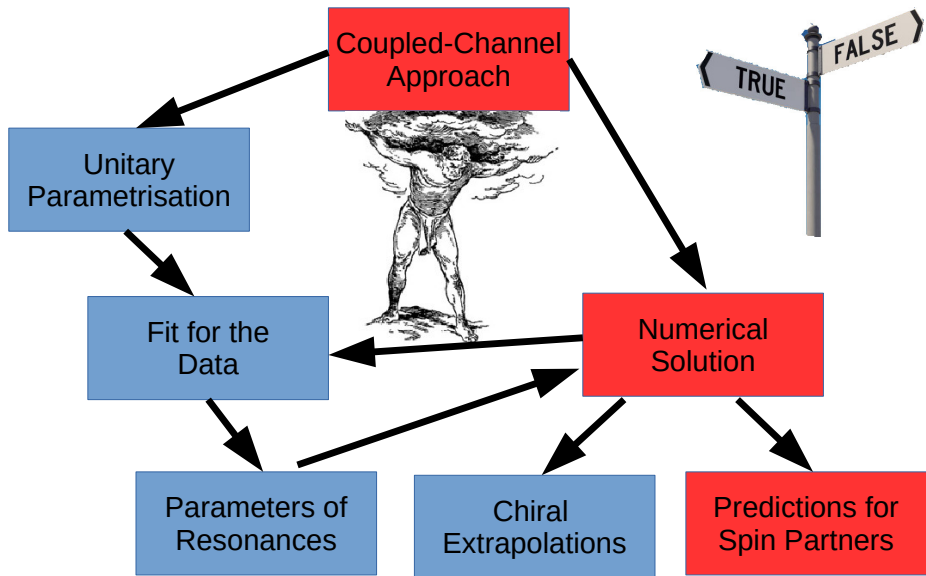 Coupled-Channel
Approach
TRUE
FALSE
Unitary
Parametrisation
Fit for the
Data
Numerical
Solution
Parameters of
Resonances
Chiral
Extrapolations
Predictions for
Spin Partners